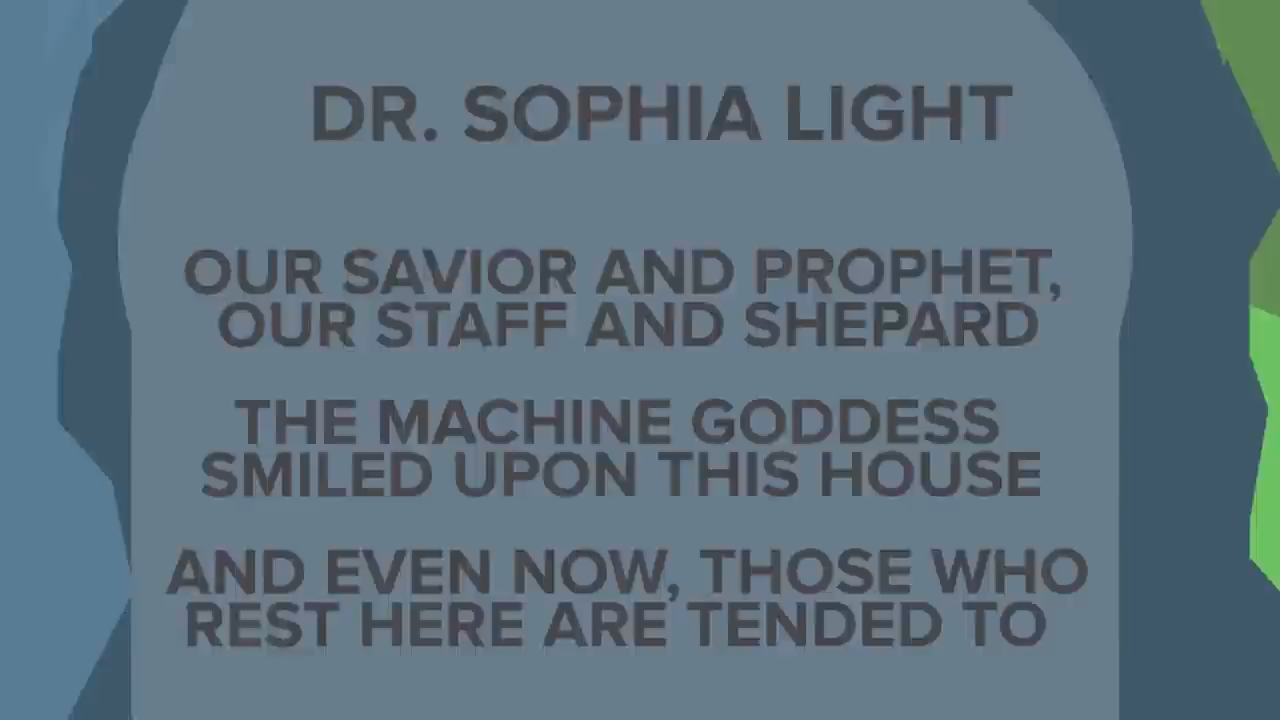 DR. SOPHIA LIGHT
OUR SAVIOR AND PROPHET,
OUR STAFF AND SHEPARD
THE MACHINE GODDESS
SMILED UPON THIS HOUSE
AND EVEN NOW, THOSE WHO
REST HERE ARE TENDED TO